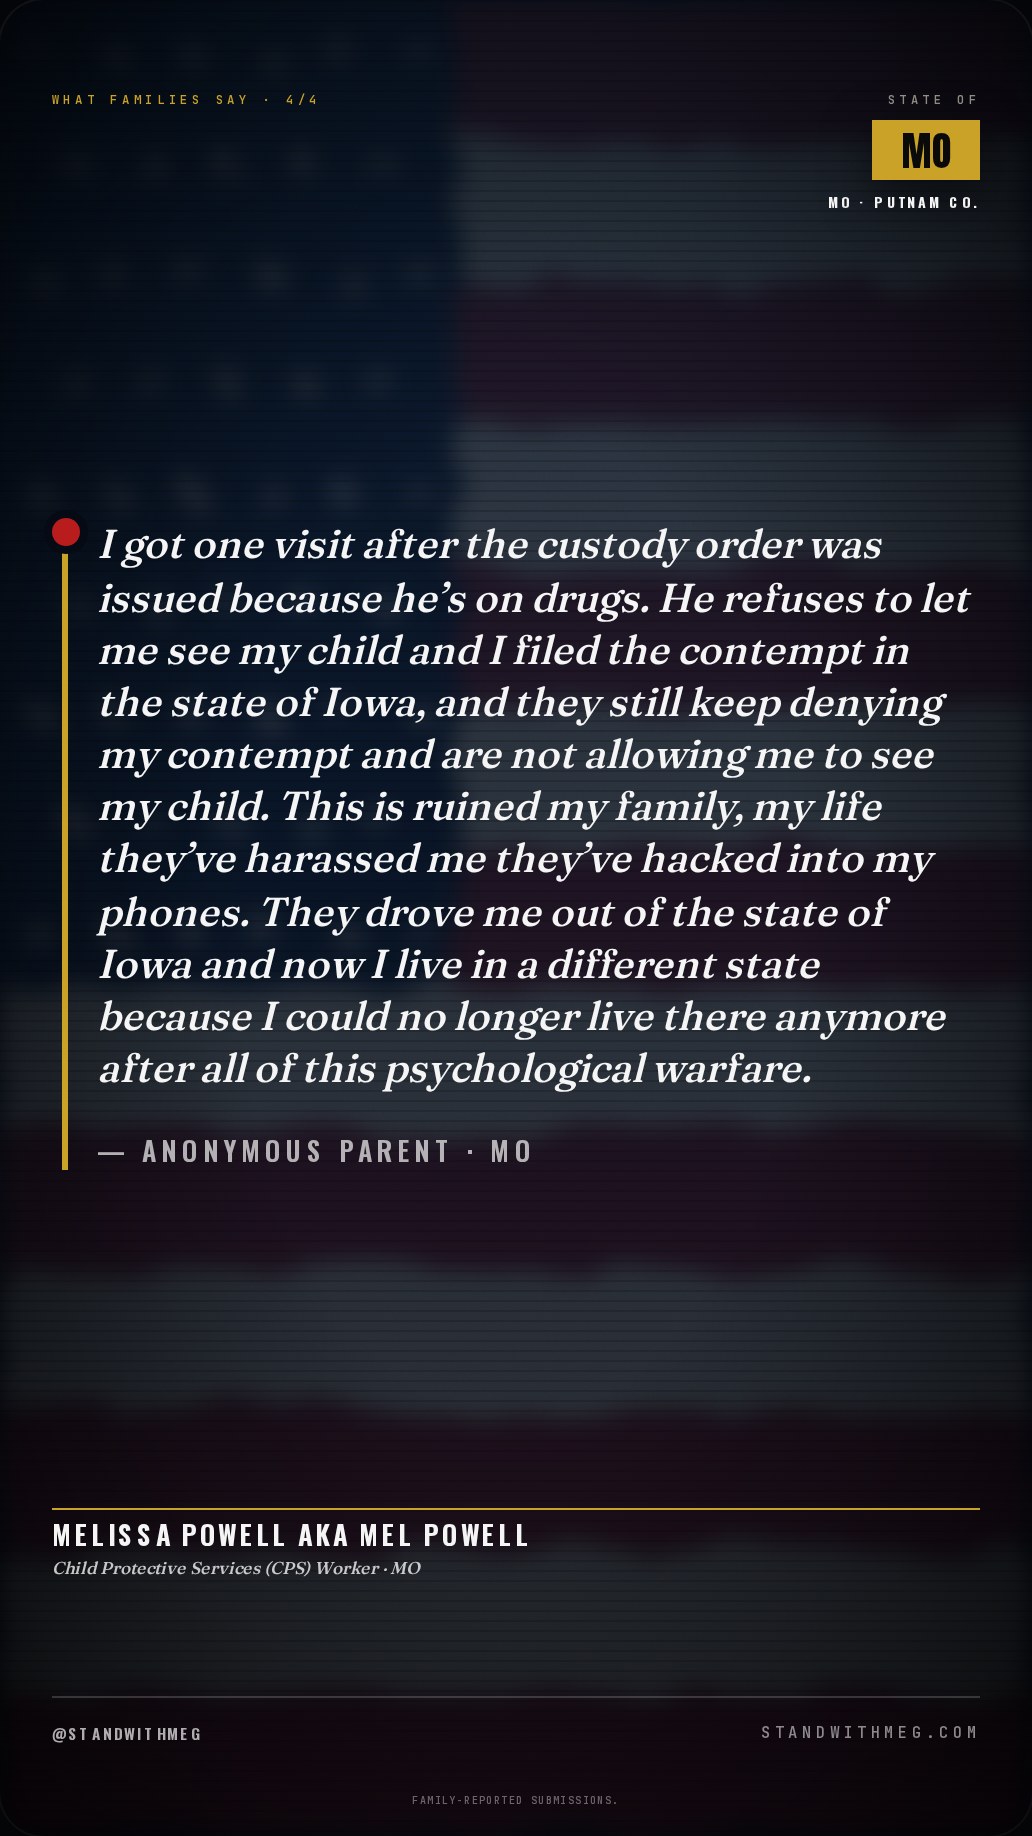 WHAT FAMILIES SAY · 4/4
STATE OF
MO
MO · PUTNAM CO.
I got one visit after the custody order was
issued because he’s on drugs. He refuses to let
me see my child and I filed the contempt in
the state of Iowa, and they still keep denying
my contempt and are not allowing me to see
my child. This is ruined my family, my life
they’ve harassed me they’ve hacked into my
phones. They drove me out of the state of
Iowa and now I live in a different state
because I could no longer live there anymore
after all of this psychological warfare.
— ANONYMOUS PARENT · MO
MELISSA POWELL AKA MEL POWELL
Child Protective Services (CPS) Worker · MO
@STANDWITHMEG
STANDWITHMEG.COM
FAMILY-REPORTED SUBMISSIONS.